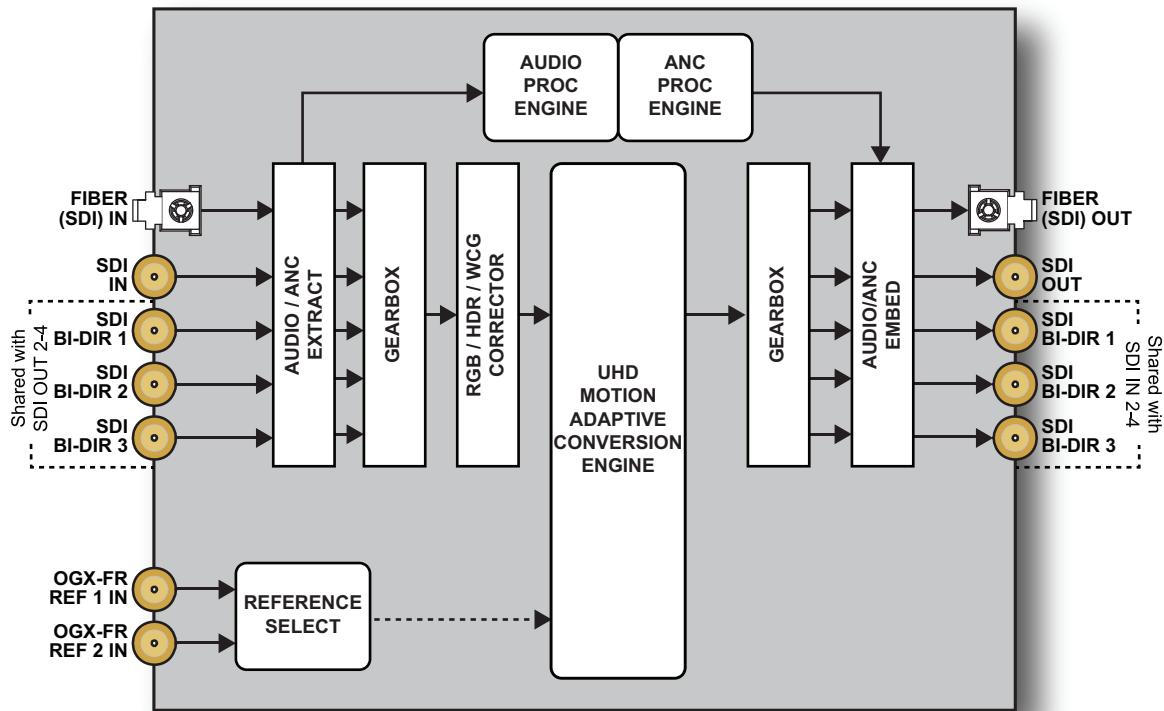 AUDIO
PROC
ENGINE
ANC
PROC
ENGINE
FIBER
(SDI) IN
SDI
IN
SDI
BI-DIR 1
SDI
BI-DIR 2
SDI
BI-DIR 3
Shared with
SDI OUT 2-4
AUDIO / ANC
EXTRACT
GEARBOX
RGB / HDR / WCG
CORRECTOR
UHD
MOTION
ADAPTIVE
CONVERSION
ENGINE
GEARBOX
AUDIO/ANC
EMBED
FIBER
(SDI) OUT
SDI
OUT
SDI
BI-DIR 1
SDI
BI-DIR 2
SDI
BI-DIR 3
Shared with
SDI IN 2-4
OGX-FR
REF 1 IN
OGX-FR
REF 2 IN
REFERENCE
SELECT